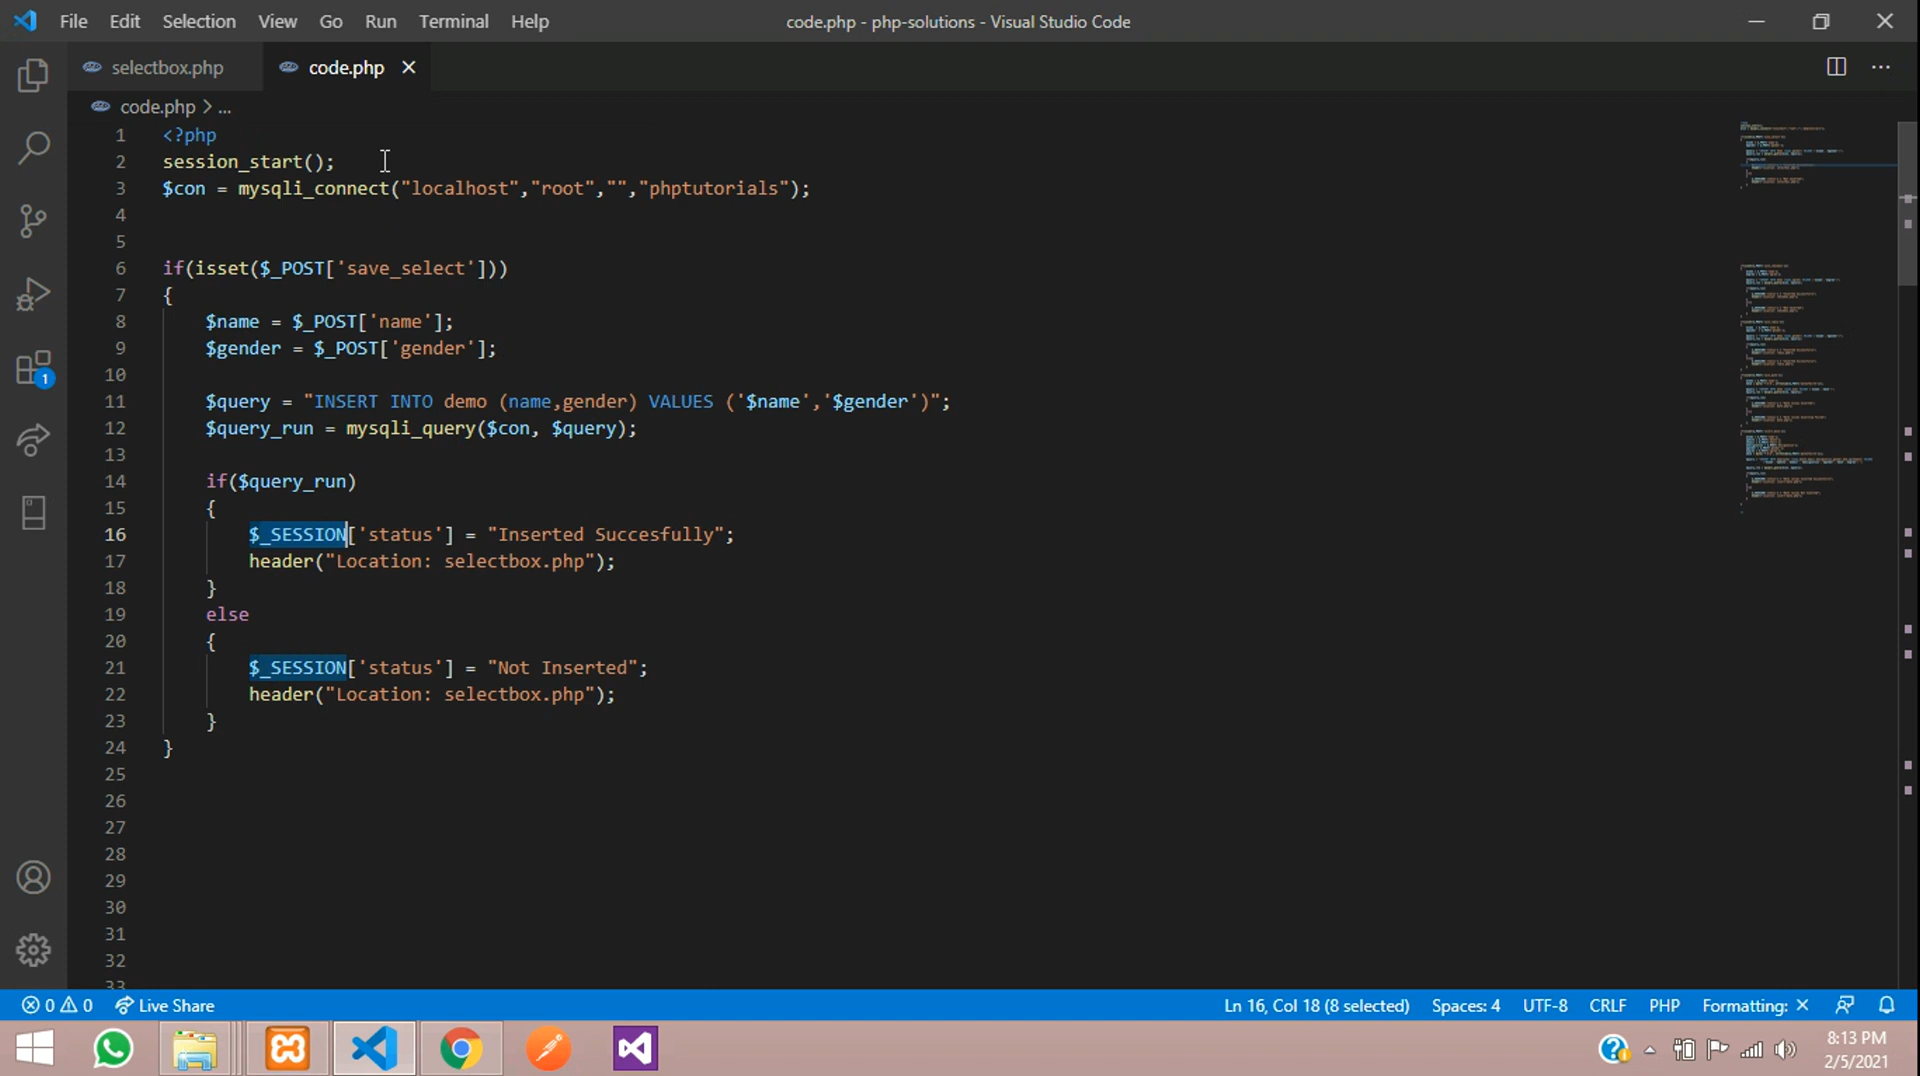 File Edit Selection View Go Run Terminal Help code.php - php-solutions - Visual Studio Code
selectbox.php code.php
code.php > ...
1 <?php
2 session_start();
3 $con = mysqli_connect("localhost","root","","phptutorials");
4
5
6 if(isset($_POST['save_select']))
7 {
8 $name = $_POST['name'];
9 $gender = $_POST['gender'];
10
11 $query = "INSERT INTO demo (name,gender) VALUES ('$name','$gender')";
12 $query_run = mysqli_query($con, $query);
13
14 if($query_run)
15 {
16 $_SESSION['status'] = "Inserted Succesfully";
17 header("Location: selectbox.php");
18 }
19 else
20 {
21 $_SESSION['status'] = "Not Inserted";
22 header("Location: selectbox.php");
23 }
24 }
25
26
27
28
29
30
31
32
33
1
0 0 Live Share Ln 16, Col 18 (8 selected) Spaces: 4 UTF-8 CRLF PHP Formatting: ×
8:13 PM
2/5/2021